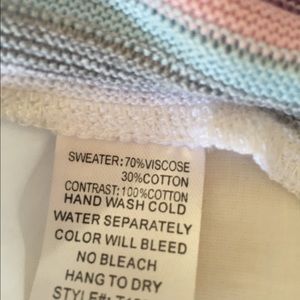 SWEATER:70%VISCOSE
30%COTTON
CONTRAST:100%COTTON
HAND WASH COLD
WATER SEPARATELY
COLOR WILL BLEED
NO BLEACH
HANG TO DRY
STYLE#: